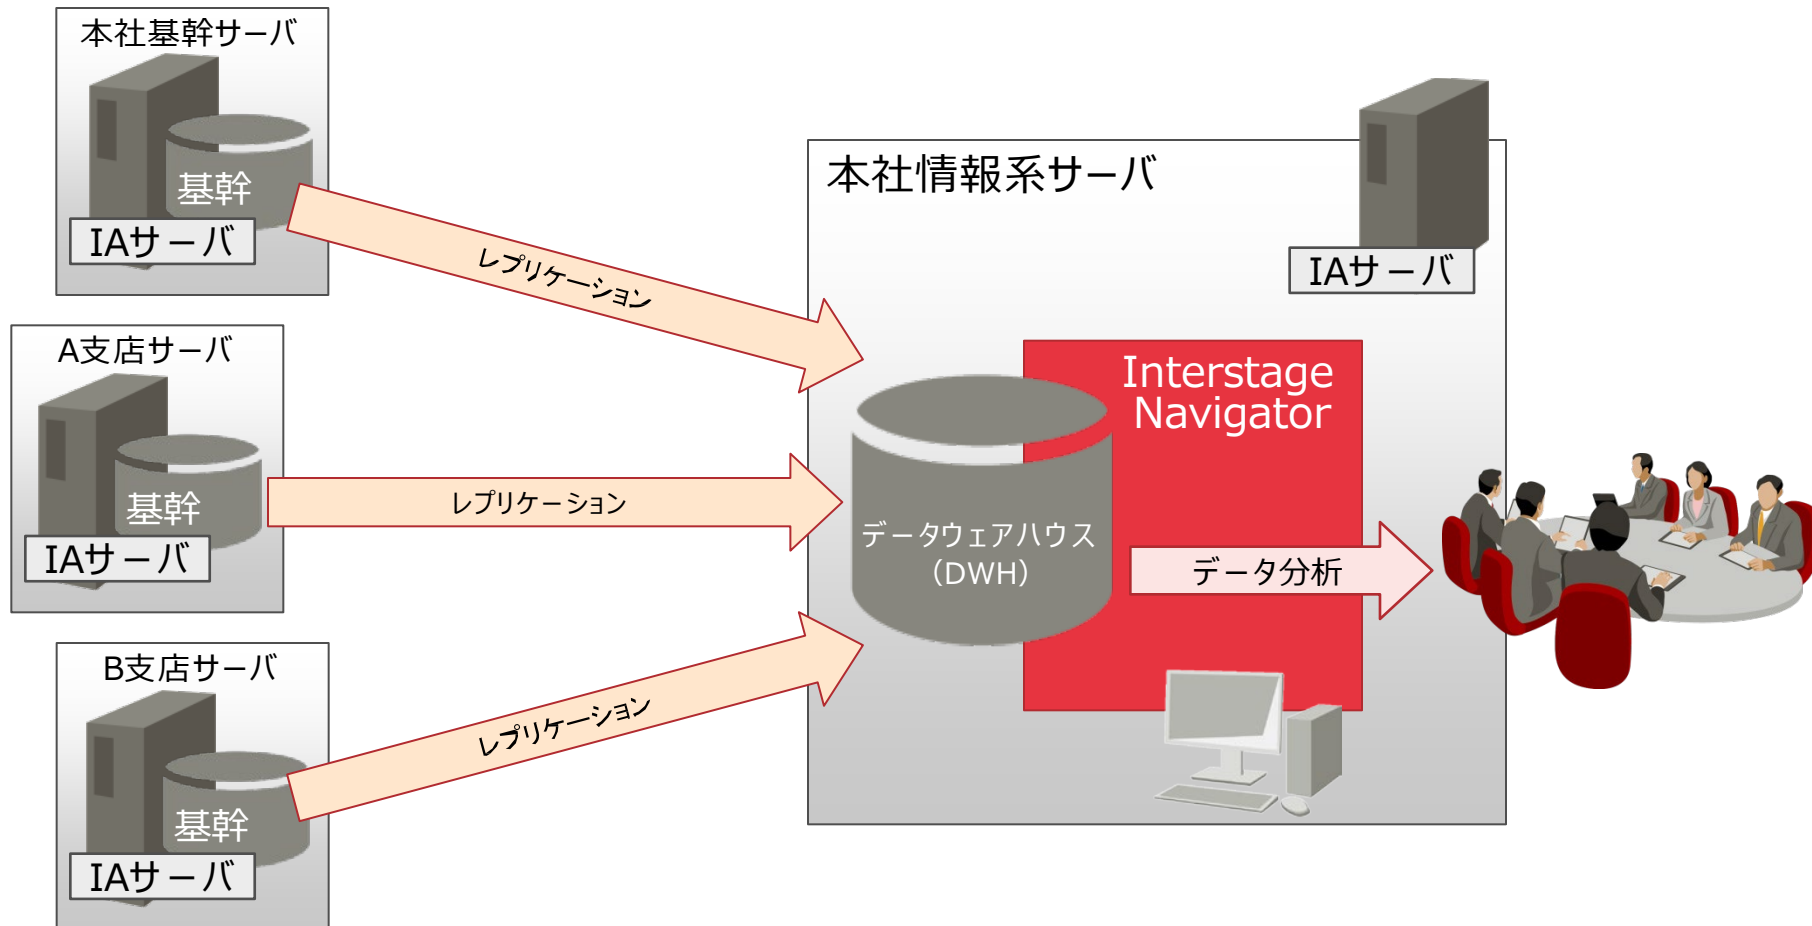 本社基幹サーバ
基幹
IAサーバ
レプリケーション
A支店サーバ
基幹
IAサーバ
レプリケーション
B支店サーバ
基幹
IAサーバ
レプリケーション
本社情報系サーバ
IAサーバ
Interstage
Navigator
データウェアハウス
（DWH）
データ分析